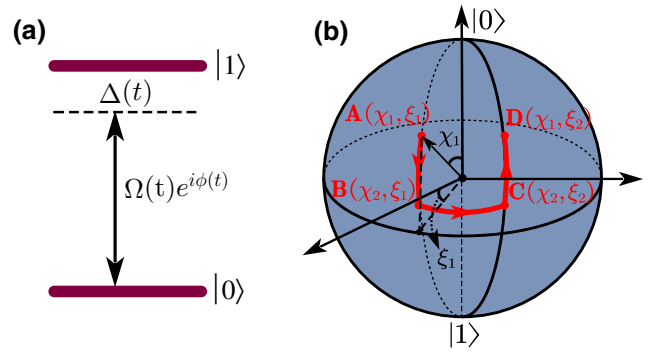 (a)
|1⟩
Δ(t)
Ω(t)e^{iϕ(t)}
|0⟩
(b)
|0⟩
A(χ₁,ξ₁)
D(χ₁,ξ₂)
χ₁
B(χ₂,ξ₁)
C(χ₂,ξ₂)
ξ₁
|1⟩